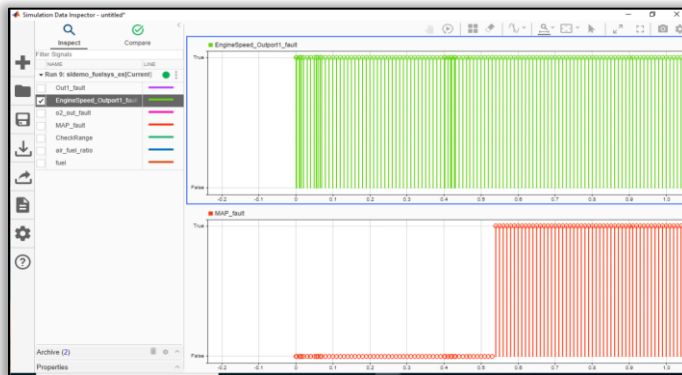 Simulation Data Inspector - untitled*
Inspect
Compare
Filter Signals
NAME
LINE
Run 9: sldemo_fuelsys_ex[Current]
Out1_fault
EngineSpeed_Outport1_fault
o2_out_fault
MAP_fault
CheckRange
air_fuel_ratio
fuel
Archive (2)
Properties
EngineSpeed_Outport1_fault
True
False
-0.2 -0.1 0 0.1 0.2 0.3 0.4 0.5 0.6 0.7 0.8 0.9 1.0
MAP_fault
True
False
-0.2 -0.1 0 0.1 0.2 0.3 0.4 0.5 0.6 0.7 0.8 0.9 1.0